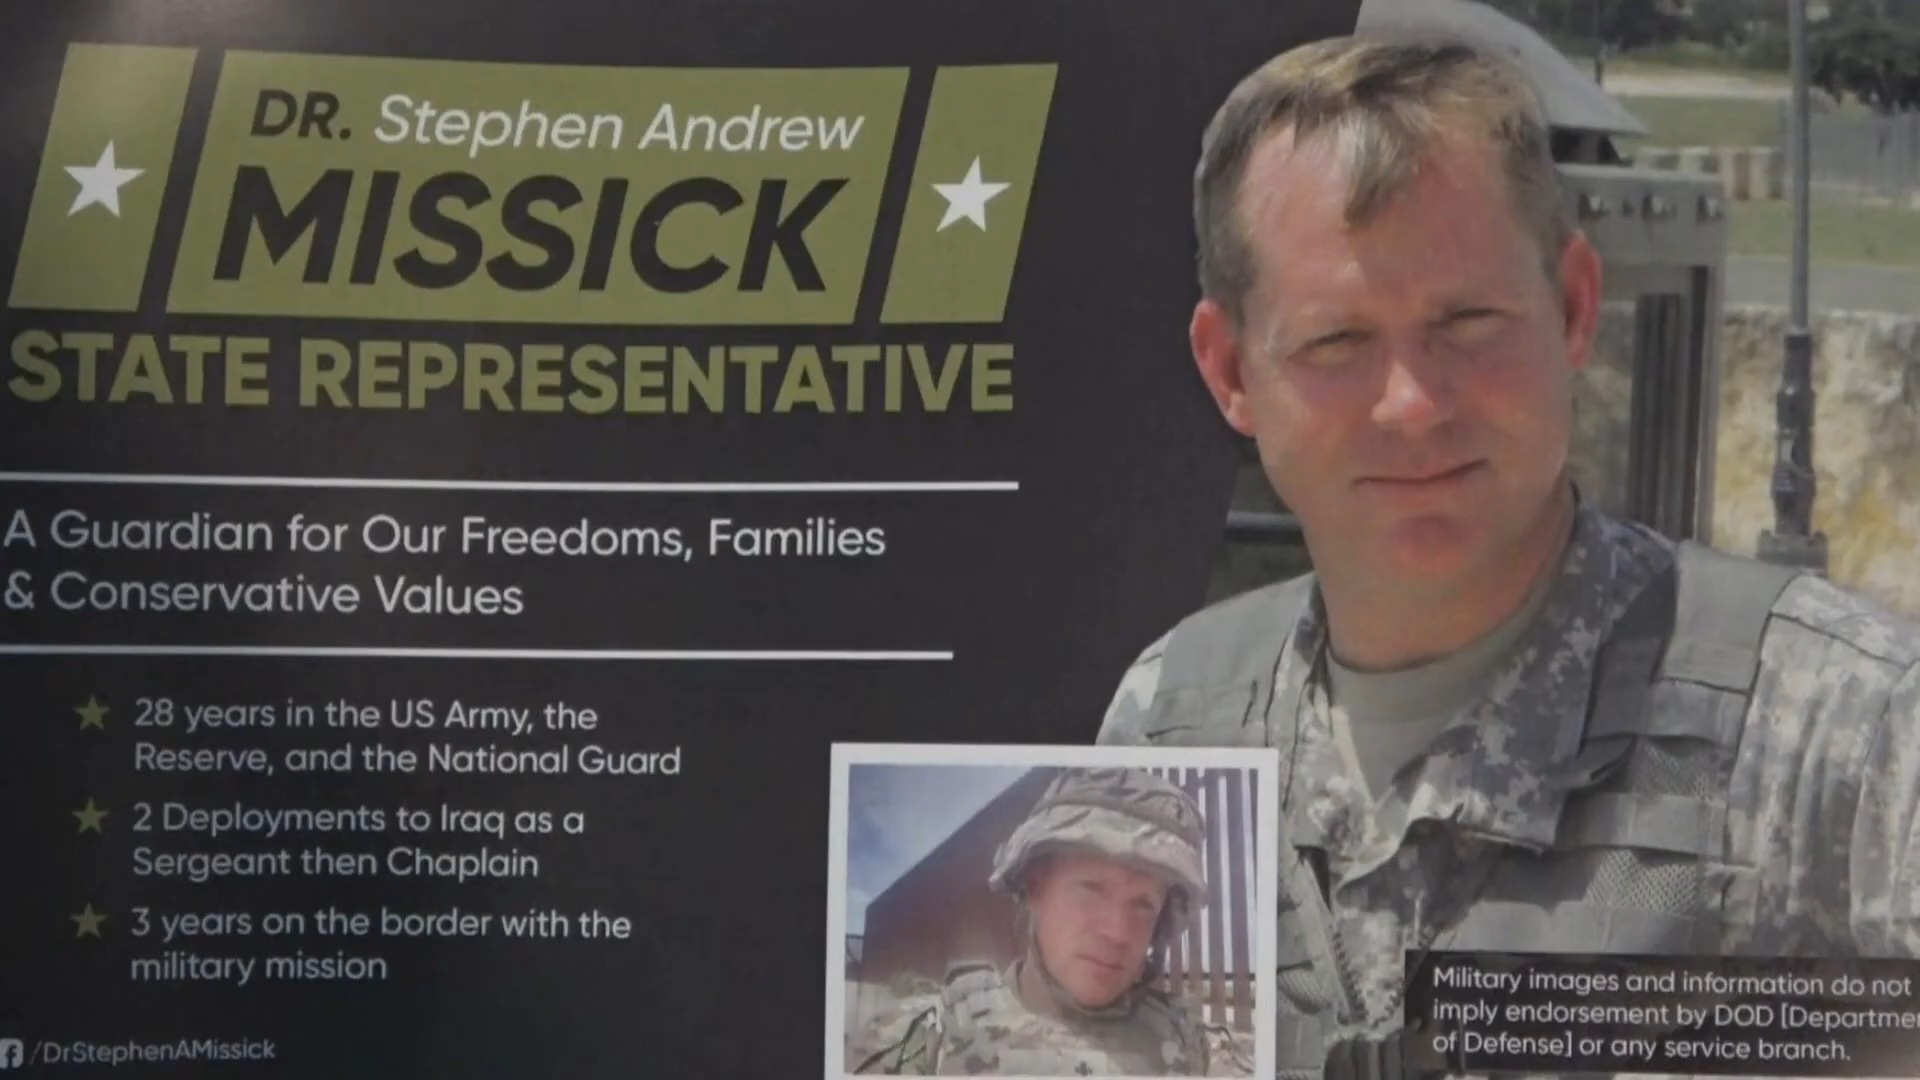 DR. Stephen Andrew
MISSICK
STATE REPRESENTATIVE
A Guardian for Our Freedoms, Families
& Conservative Values
28 years in the US Army, the
Reserve, and the National Guard
2 Deployments to Iraq as a
Sergeant then Chaplain
3 years on the border with the
military mission
/DrStephenAMissick
Military images and information do not
imply endorsement by DOD [Departmen
of Defense] or any service branch.